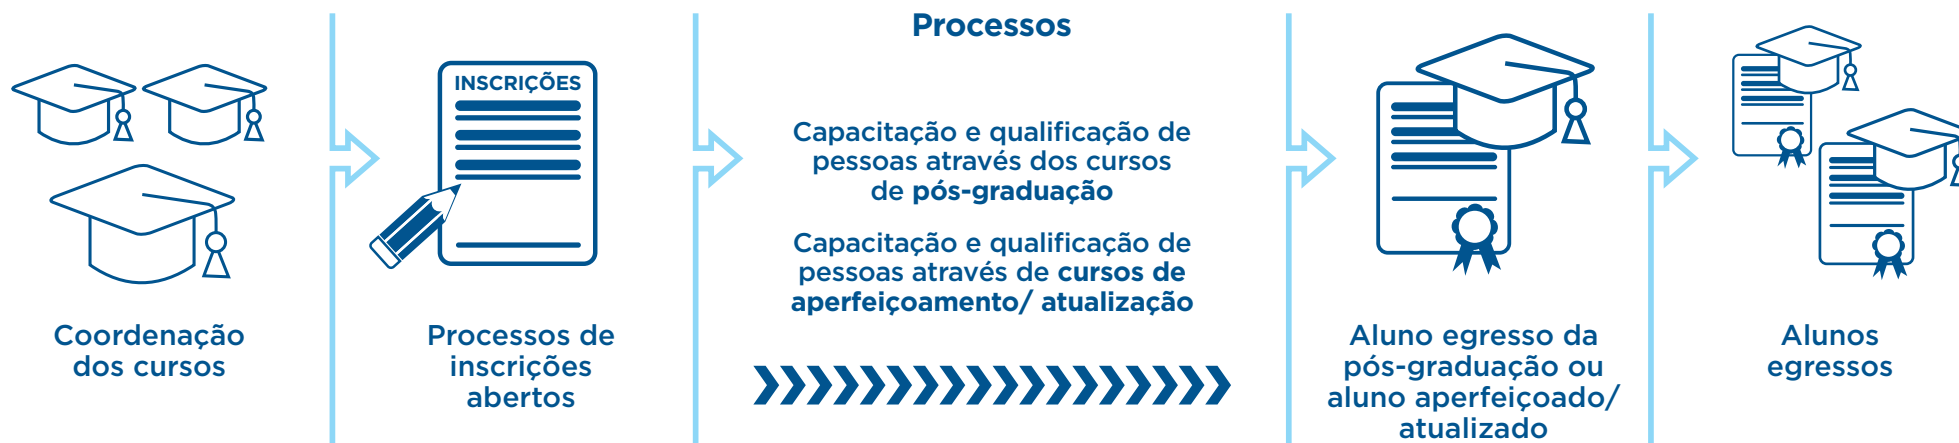 Coordenação
dos cursos
INSCRIÇÕES
Processos de
inscrições
abertos
Processos
Capacitação e qualificação de
pessoas através dos cursos
de pós-graduação
Capacitação e qualificação de
pessoas através de cursos de
aperfeiçoamento/ atualização
Aluno egresso da
pós-graduação ou
aluno aperfeiçoado/
atualizado
Alunos
egressos